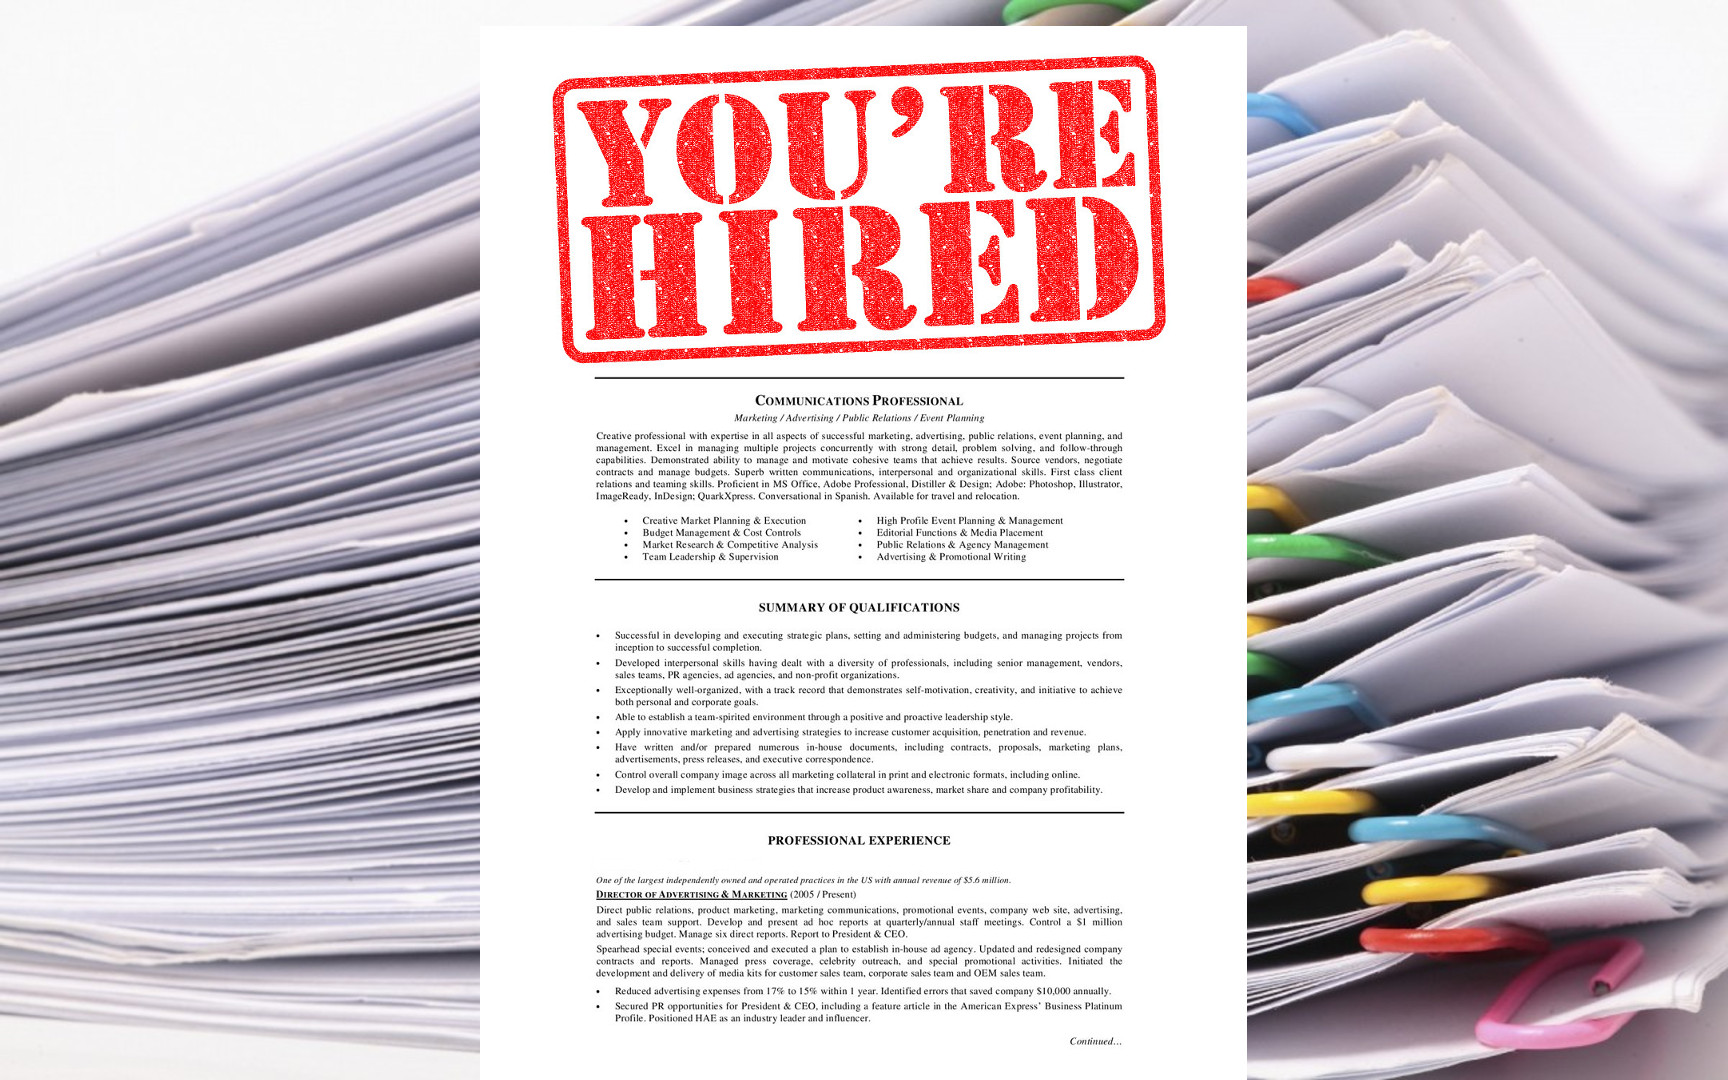 YOU'RE
HIRED
COMMUNICATIONS PROFESSIONAL
Marketing / Advertising / Public Relations / Event Planning
Creative professional with expertise in all aspects of successful marketing, advertising, public relations, event planning, and
management. Excel in managing multiple projects concurrently with strong detail, problem solving, and follow-through
capabilities. Demonstrated ability to manage and motivate cohesive teams that achieve results. Source vendors, negotiate
contracts and manage budgets. Superb written communications, interpersonal and organizational skills. First class client
relations and teaming skills. Proficient in MS Office, Adobe Professional, Distiller & Design; Adobe: Photoshop, Illustrator,
ImageReady, InDesign; QuarkXpress. Conversational in Spanish. Available for travel and relocation.
• Creative Market Planning & Execution
• Budget Management & Cost Controls
• Market Research & Competitive Analysis
• Team Leadership & Supervision
• High Profile Event Planning & Management
• Editorial Functions & Media Placement
• Public Relations & Agency Management
• Advertising & Promotional Writing
SUMMARY OF QUALIFICATIONS
• Successful in developing and executing strategic plans, setting and administering budgets, and managing projects from
inception to successful completion.
• Developed interpersonal skills having dealt with a diversity of professionals, including senior management, vendors,
sales teams, PR agencies, ad agencies, and non-profit organizations.
• Exceptionally well-organized, with a track record that demonstrates self-motivation, creativity, and initiative to achieve
both personal and corporate goals.
• Able to establish a team-spirited environment through a positive and proactive leadership style.
• Apply innovative marketing and advertising strategies to increase customer acquisition, penetration and revenue.
• Have written and/or prepared numerous in-house documents, including contracts, proposals, marketing plans,
advertisements, press releases, and executive correspondence.
• Control overall company image across all marketing collateral in print and electronic formats, including online.
• Develop and implement business strategies that increase product awareness, market share and company profitability.
PROFESSIONAL EXPERIENCE
One of the largest independently owned and operated practices in the US with annual revenue of $5.6 million.
DIRECTOR OF ADVERTISING & MARKETING (2005 / Present)
Direct public relations, product marketing, marketing communications, promotional events, company web site, advertising,
and sales team support. Develop and present ad hoc reports at quarterly/annual staff meetings. Control a $1 million
advertising budget. Manage six direct reports. Report to President & CEO.
Spearhead special events; conceived and executed a plan to establish in-house ad agency. Updated and redesigned company
contracts and reports. Managed press coverage, celebrity outreach, and special promotional activities. Initiated the
development and delivery of media kits for customer sales team, corporate sales team and OEM sales team.
• Reduced advertising expenses from 17% to 15% within 1 year. Identified errors that saved company $10,000 annually.
• Secured PR opportunities for President & CEO, including a feature article in the American Express' Business Platinum
Profile. Positioned HAE as an industry leader and influencer.
Continued…